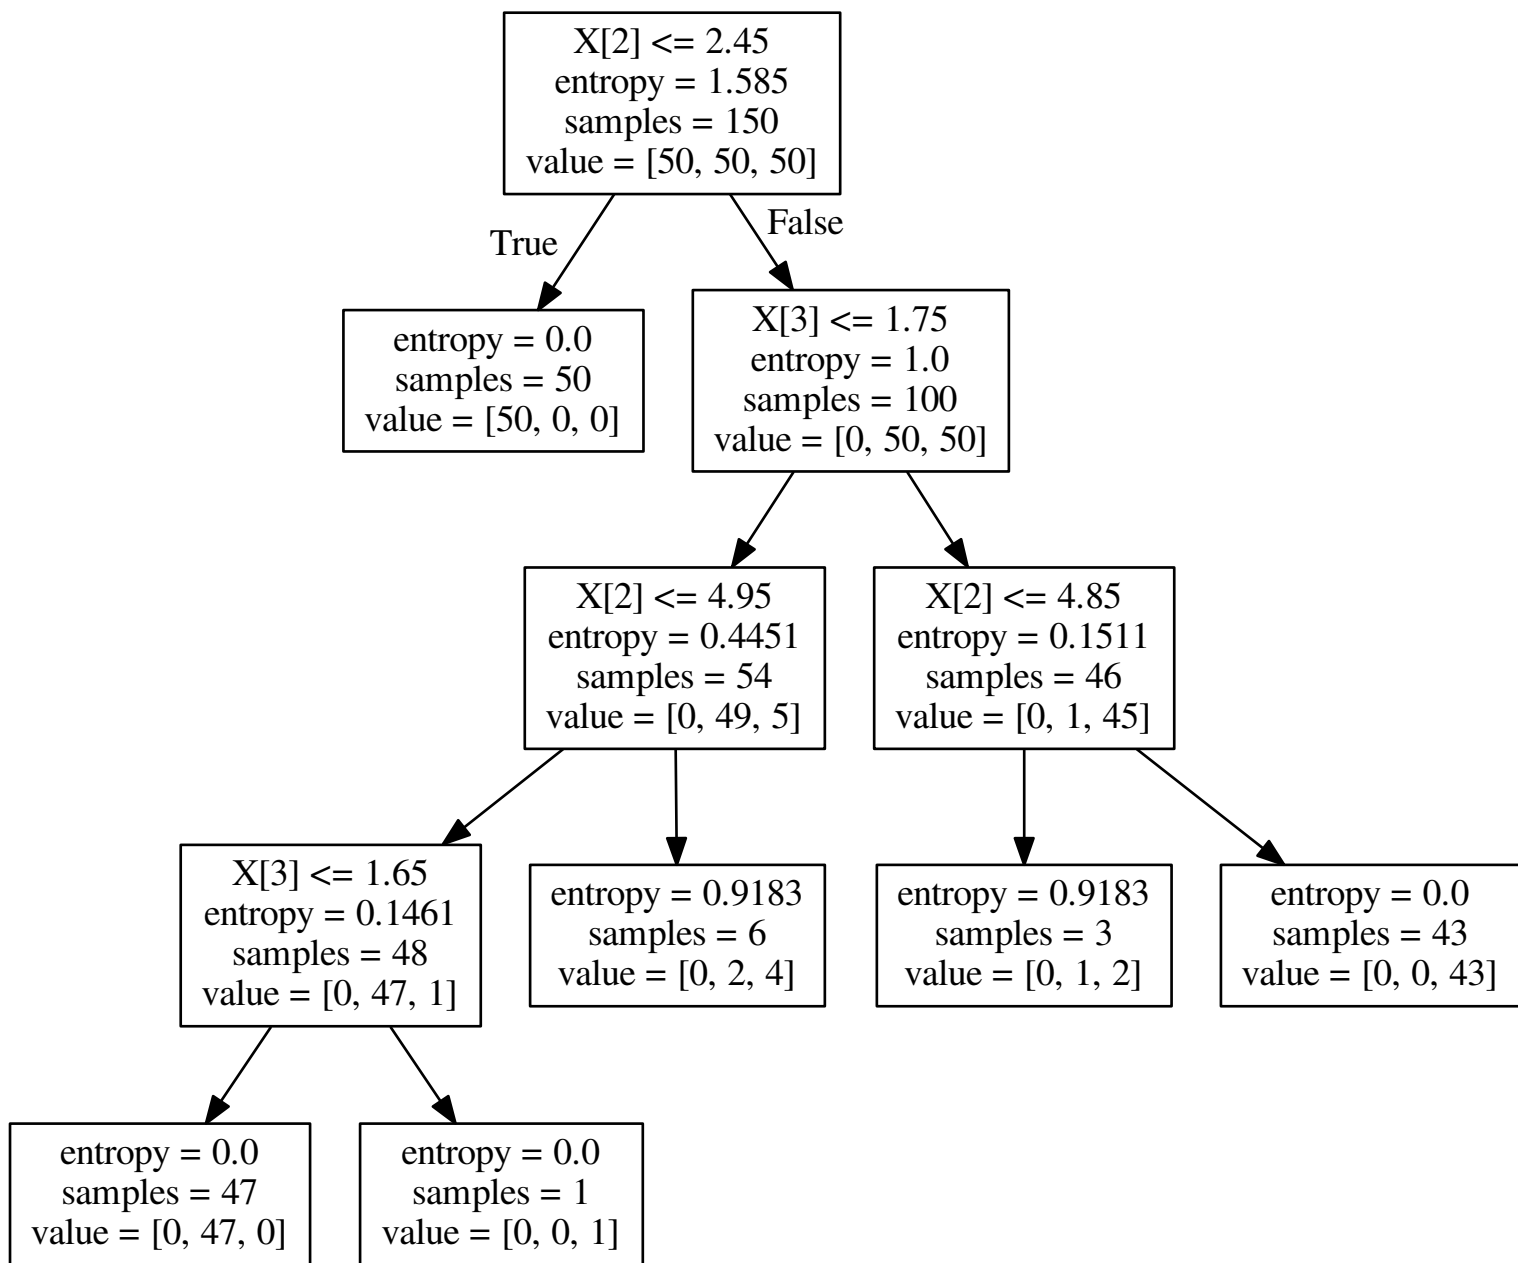 X[2] <= 2.45
entropy = 1.585
samples = 150
value = [50, 50, 50]
True
False
entropy = 0.0
samples = 50
value = [50, 0, 0]
X[3] <= 1.75
entropy = 1.0
samples = 100
value = [0, 50, 50]
X[2] <= 4.95
entropy = 0.4451
samples = 54
value = [0, 49, 5]
X[2] <= 4.85
entropy = 0.1511
samples = 46
value = [0, 1, 45]
X[3] <= 1.65
entropy = 0.1461
samples = 48
value = [0, 47, 1]
entropy = 0.9183
samples = 6
value = [0, 2, 4]
entropy = 0.9183
samples = 3
value = [0, 1, 2]
entropy = 0.0
samples = 43
value = [0, 0, 43]
entropy = 0.0
samples = 47
value = [0, 47, 0]
entropy = 0.0
samples = 1
value = [0, 0, 1]